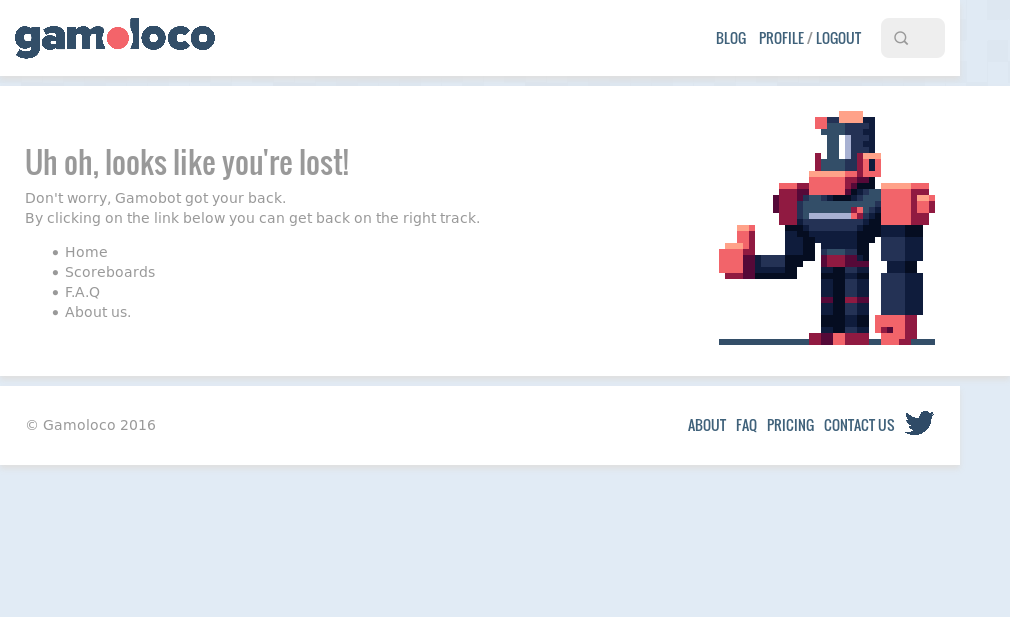 gamoloco
BLOG PROFILE / LOGOUT
Uh oh, looks like you're lost!
Don't worry, Gamobot got your back.
By clicking on the link below you can get back on the right track.
Home
Scoreboards
F.A.Q
About us.
© Gamoloco 2016
ABOUT FAQ PRICING CONTACT US